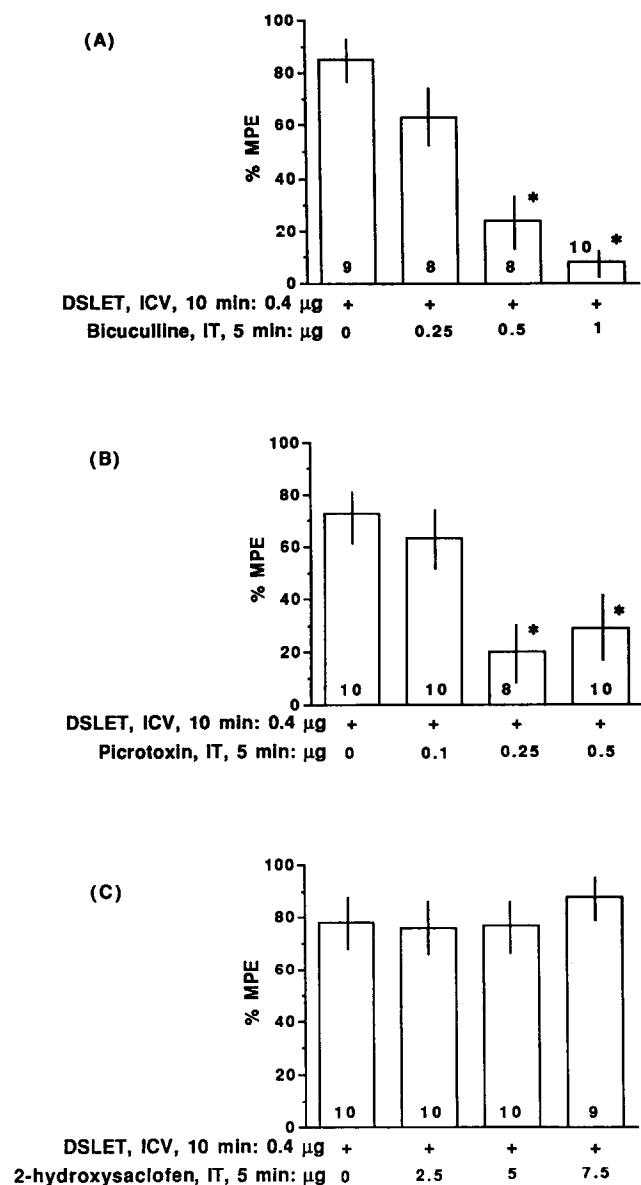 (A)
100
80
60
40
20
0
% MPE
*
*
9
8
8
10
DSLET, ICV, 10 min: 0.4 µg + + + +
Bicuculline, IT, 5 min: µg 0 0.25 0.5 1
(B)
100
80
60
40
20
0
% MPE
*
*
10
10
8
10
DSLET, ICV, 10 min: 0.4 µg + + + +
Picrotoxin, IT, 5 min: µg 0 0.1 0.25 0.5
(C)
100
80
60
40
20
0
% MPE
10
10
10
9
DSLET, ICV, 10 min: 0.4 µg + + + +
2-hydroxysaclofen, IT, 5 min: µg 0 2.5 5 7.5